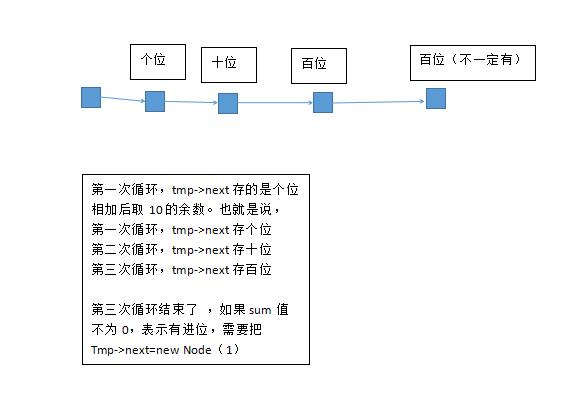 个位
十位
百位
百位（不一定有）
第一次循环，tmp->next 存的是个位
相加后取 10 的余数。也就是说，
第一次循环，tmp->next 存个位
第二次循环，tmp->next 存十位
第三次循环，tmp->next 存百位
第三次循环结束了 ，如果 sum 值
不为 0，表示有进位，需要把
Tmp->next=new Node（1）